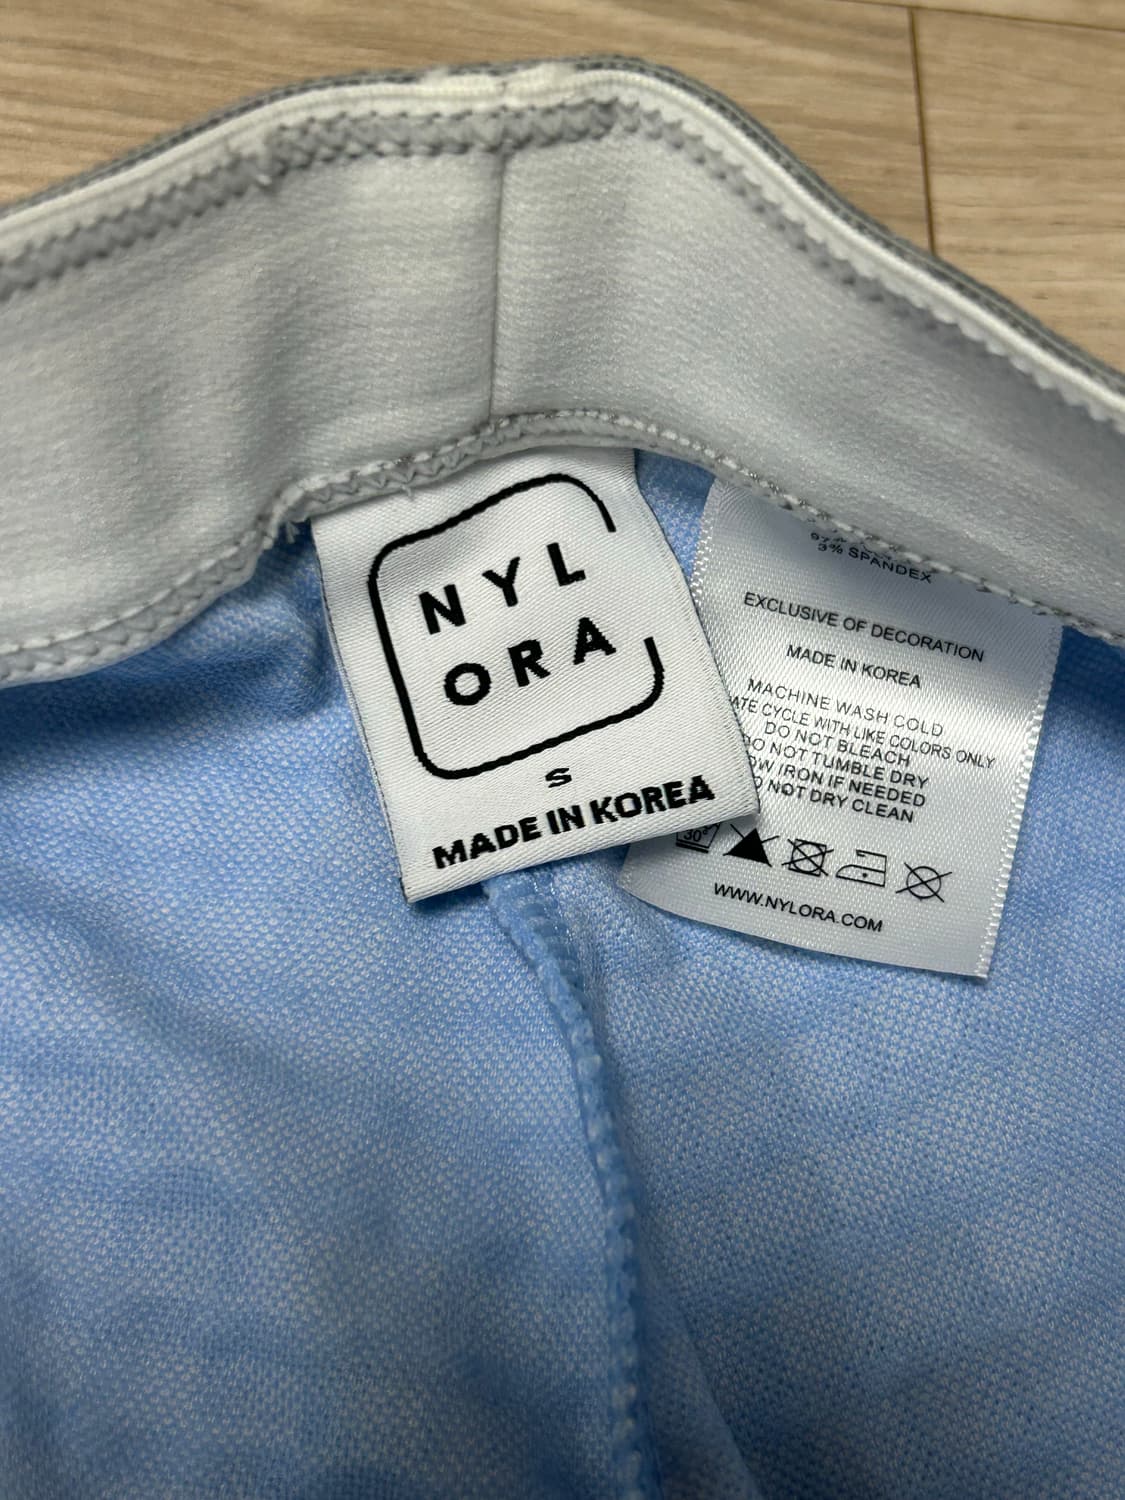 NYL
ORA
S
MADE IN KOREA
3% SPANDEX
EXCLUSIVE OF DECORATION
MADE IN KOREA
MACHINE WASH COLD
CYCLE WITH LIKE COLORS ONLY
DO NOT BLEACH
DO NOT TUMBLE DRY
IRON IF NEEDED
NOT DRY CLEAN
30°
WWW.NYLORA.COM